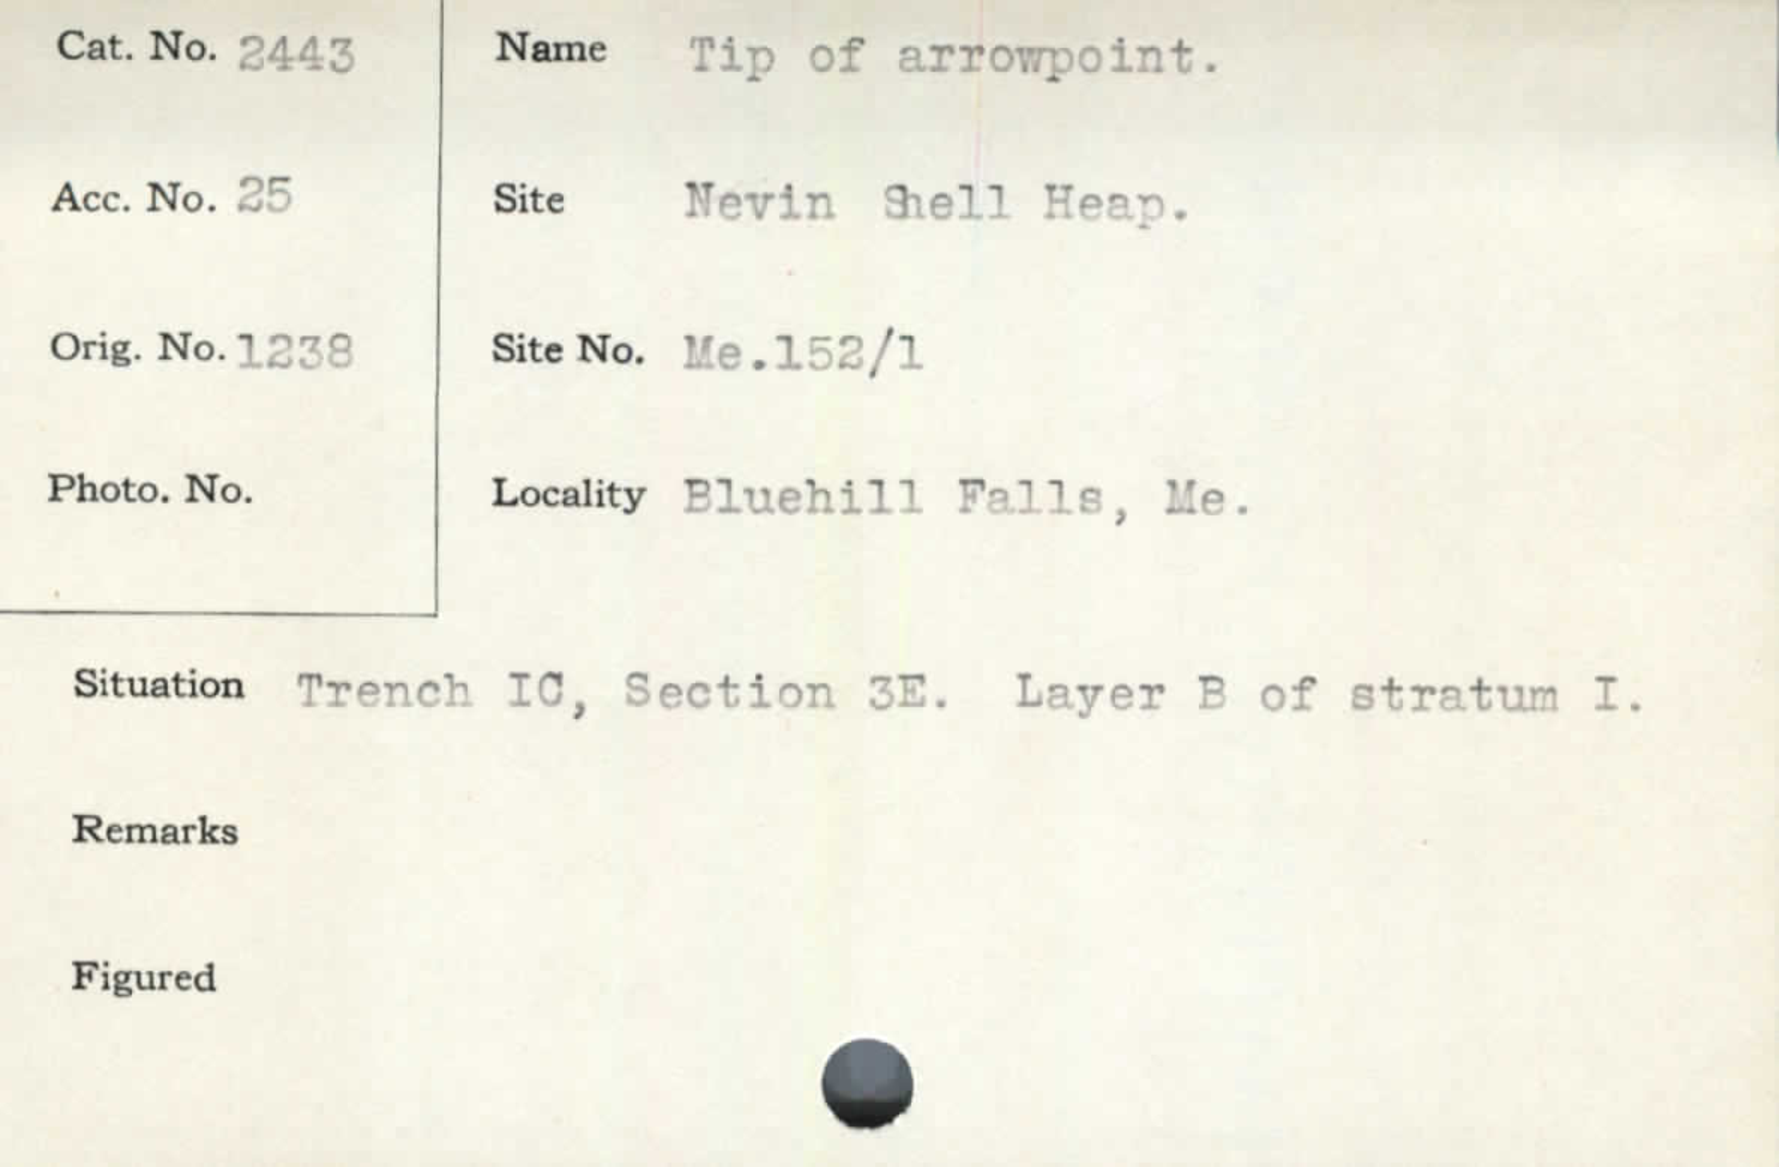 Cat. No. 2443
Name Tip of arrowpoint.
Acc. No. 25
Site Nevin Shell Heap.
Orig. No. 1238
Site No. Me.152/1
Photo. No.
Locality Bluehill Falls, Me.
Situation Trench IC, Section 3E. Layer B of stratum I.
Remarks
Figured